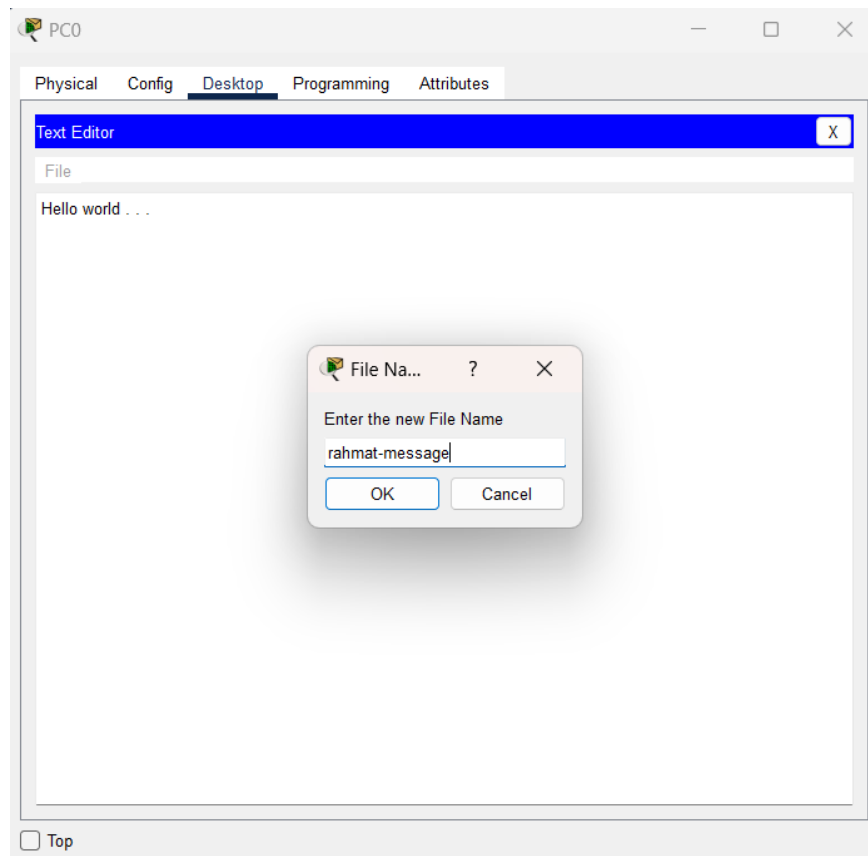 PC0
Physical Config Desktop Programming Attributes
Text Editor X
File
Hello world . . .
File Na... ?
Enter the new File Name
rahmat-message
OK Cancel
Top